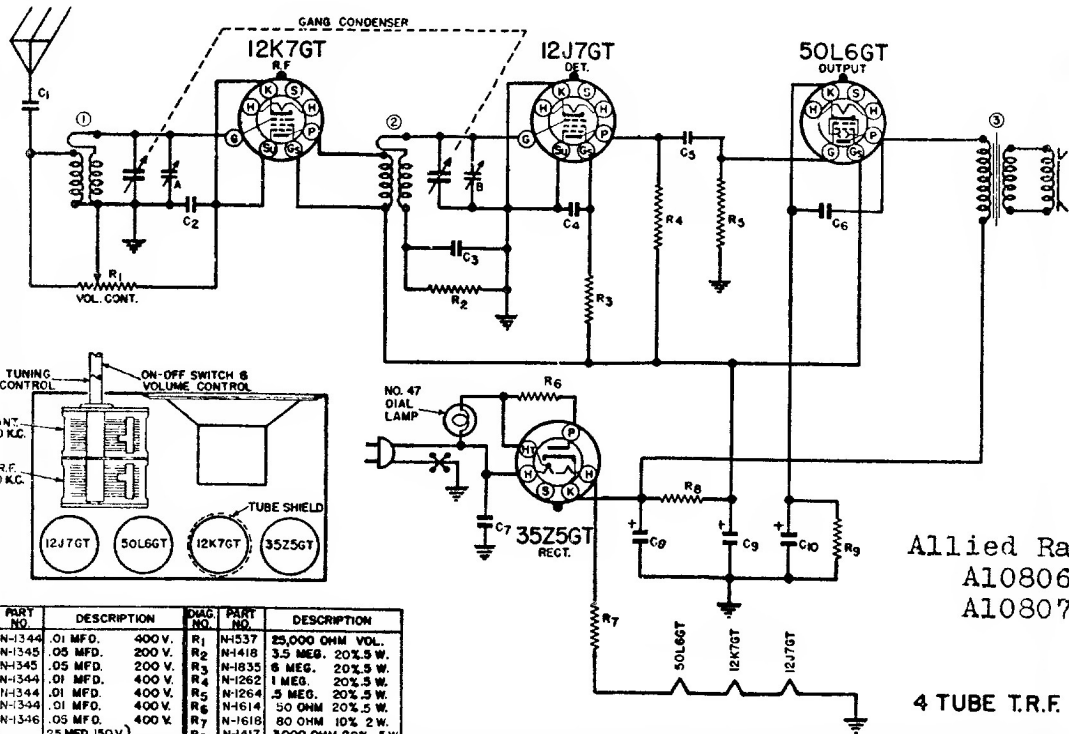 GANG CONDENSER
12K7GT
R.F
12J7GT
DET.
50L6GT
OUTPUT
C1
1
K S
H H
G P
Su Gs
A
C2
R1
VOL. CONT.
2
K S
H H
G P
Su Gs
B
C3
R2
C4
R3
C5
R4
R5
K S
H H
P
G Gs
C6
3
TUNING
CONTROL
ON-OFF SWITCH &
VOLUME CONTROL
K.C.
K.C.
TUBE SHIELD
12J7GT
50L6GT
12K7GT
35Z5GT
NO. 47
DIAL
LAMP
R6
P
HT
H H
S K
35Z5GT
RECT.
C7
R7
R8
+
C8
+
C9
+
C10
R9
50L6GT
12K7GT
12J7GT
Allied Ra
A10806
A10807
4 TUBE T.R.F.
PART NO. DESCRIPTION DIAG. NO. PART NO. DESCRIPTION
N-1344 .01 MFD. 400 V. R1 N-1537 25,000 OHM VOL.
N-1345 .05 MFD. 200 V. R2 N-1418 3.5 MEG. 20% .5 W.
N-1345 .05 MFD. 200 V. R3 N-1835 6 MEG. 20% .5 W.
N-1344 .01 MFD. 400 V. R4 N-1262 1 MEG. 20% .5 W.
N-1344 .01 MFD. 400 V. R5 N-1264 .5 MEG. 20% .5 W.
N-1344 .01 MFD. 400 V. R6 N-1614 50 OHM 20% .5 W.
N-1346 .05 MFD. 400 V. R7 N-1618 80 OHM 10% 2 W.